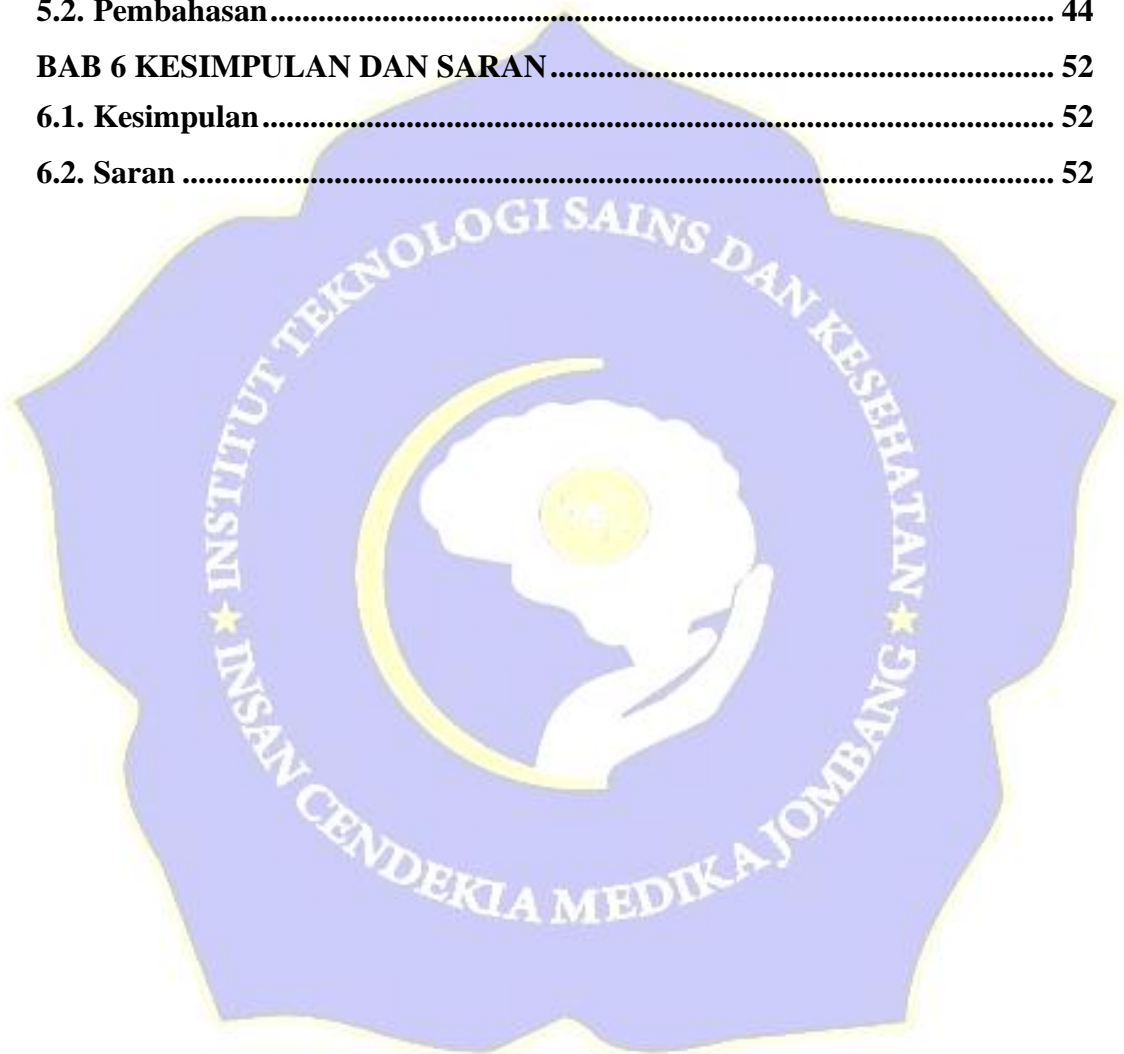 5.2. Pembahasan.................................................................................................... 44
BAB 6 KESIMPULAN DAN SARAN................................................................ 52
6.1. Kesimpulan.................................................................................................... 52
6.2. Saran .............................................................................................................. 52
INSTITUT TEKNOLOGI SAINS DAN KESEHATAN
★ INSAN CENDEKIA MEDIKA JOMBANG ★